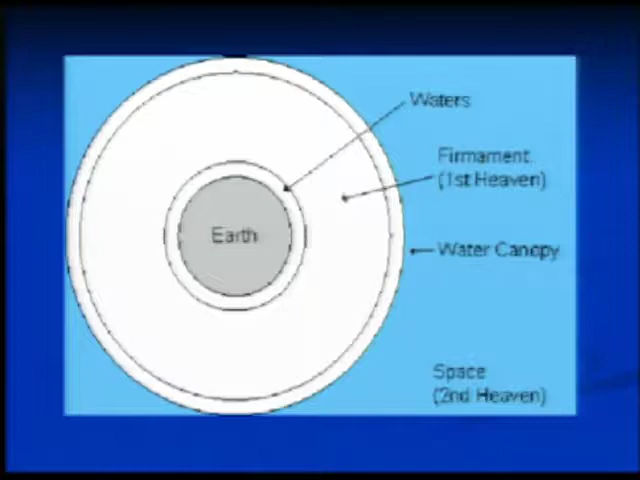 Waters
Firmament
(1st Heaven)
Earth
Water Canopy
Space
(2nd Heaven)